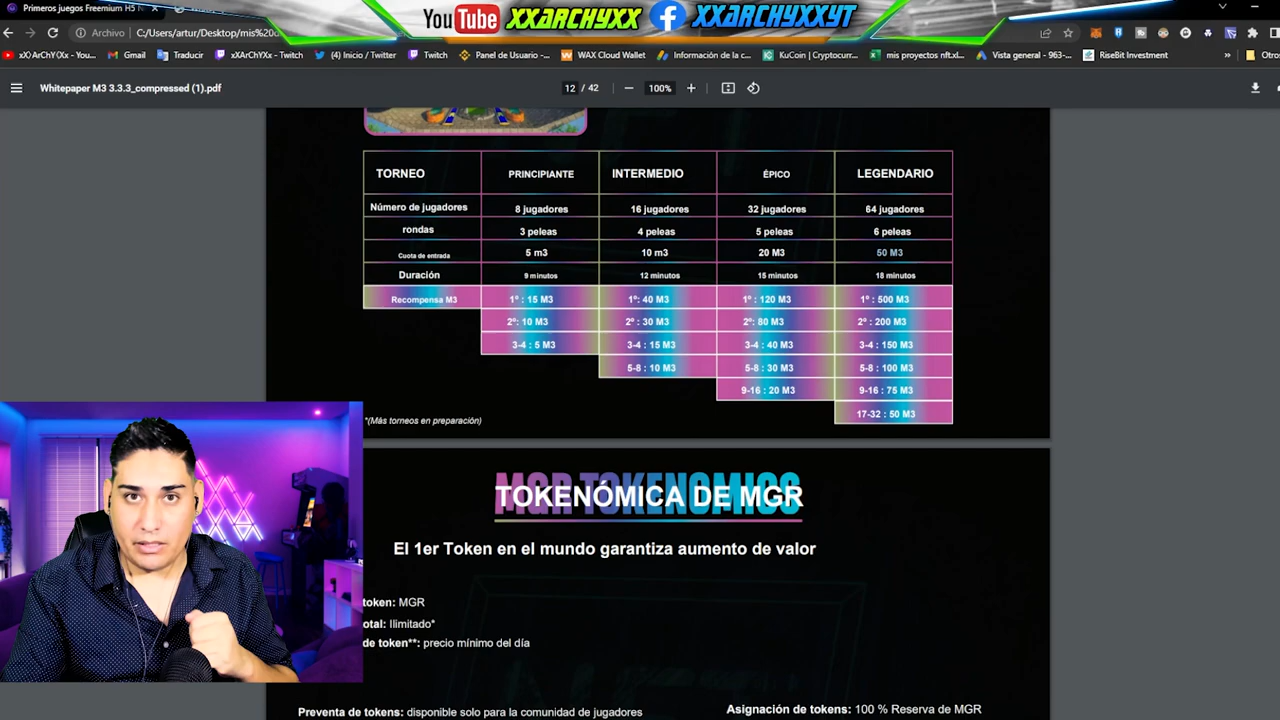 Primeros juegos Freemium H5
YouTube XXARCHYXX XXARCHYXXYT
Archivo C:/Users/artur/Desktop/mis%20d
xX)ArChY(Xx - You... Gmail Traducir xXArChYXx - Twitch (4) Inicio / Twitter Twitch Panel de Usuario -... WAX Cloud Wallet Información de la c... KuCoin | Cryptocurr... mis proyectos nft.xl... Vista general - 963-... RiseBit Investment » Otros
Whitepaper M3 3.3.3_compressed (1).pdf 12 / 42 100%
TORNEO PRINCIPIANTE INTERMEDIO ÉPICO LEGENDARIO
Número de jugadores 8 jugadores 16 jugadores 32 jugadores 64 jugadores
rondas 3 peleas 4 peleas 5 peleas 6 peleas
Cuota de entrada 5 m3 10 m3 20 M3 50 M3
Duración 9 minutos 12 minutos 15 minutos 18 minutos
Recompensa M3 1º : 15 M3 1º: 40 M3 1º : 120 M3 1º : 500 M3
2º: 10 M3 2º : 30 M3 2º: 80 M3 2º : 200 M3
3-4 : 5 M3 3-4 : 15 M3 3-4 : 40 M3 3-4 : 150 M3
5-8 : 10 M3 5-8 : 30 M3 5-8 : 100 M3
9-16 : 20 M3 9-16 : 75 M3
17-32 : 50 M3
*(Más torneos en preparación)
MGR TOKENOMICS
TOKENÓMICA DE MGR
El 1er Token en el mundo garantiza aumento de valor
token: MGR
otal: Ilimitado*
de token**: precio mínimo del día
Preventa de tokens: disponible solo para la comunidad de jugadores
Asignación de tokens: 100 % Reserva de MGR